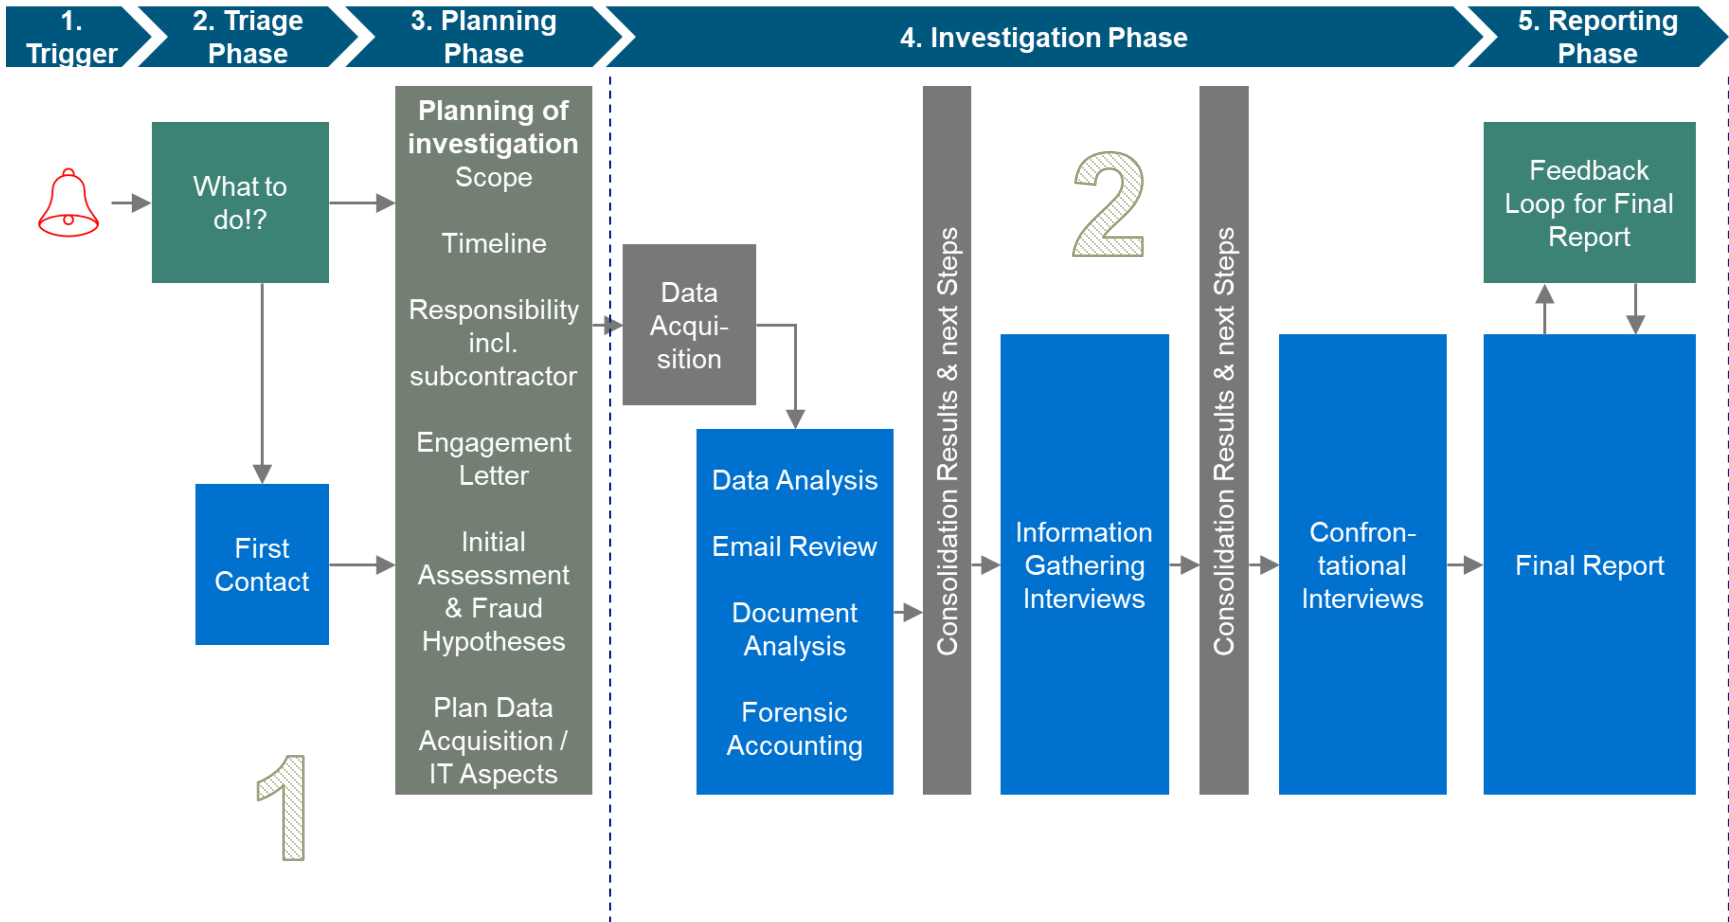 1.
Trigger
2. Triage
Phase
3. Planning
Phase
4. Investigation Phase
5. Reporting
Phase
What to
do!?
First
Contact
1
Planning of
investigation
Scope
Timeline
Responsibility
incl.
subcontractor
Engagement
Letter
Initial
Assessment
& Fraud
Hypotheses
Plan Data
Acquisition /
IT Aspects
Data
Acqui-
sition
Data Analysis
Email Review
Document
Analysis
Forensic
Accounting
Consolidation Results & next Steps
2
Information
Gathering
Interviews
Consolidation Results & next Steps
Confron-
tational
Interviews
Feedback
Loop for Final
Report
Final Report